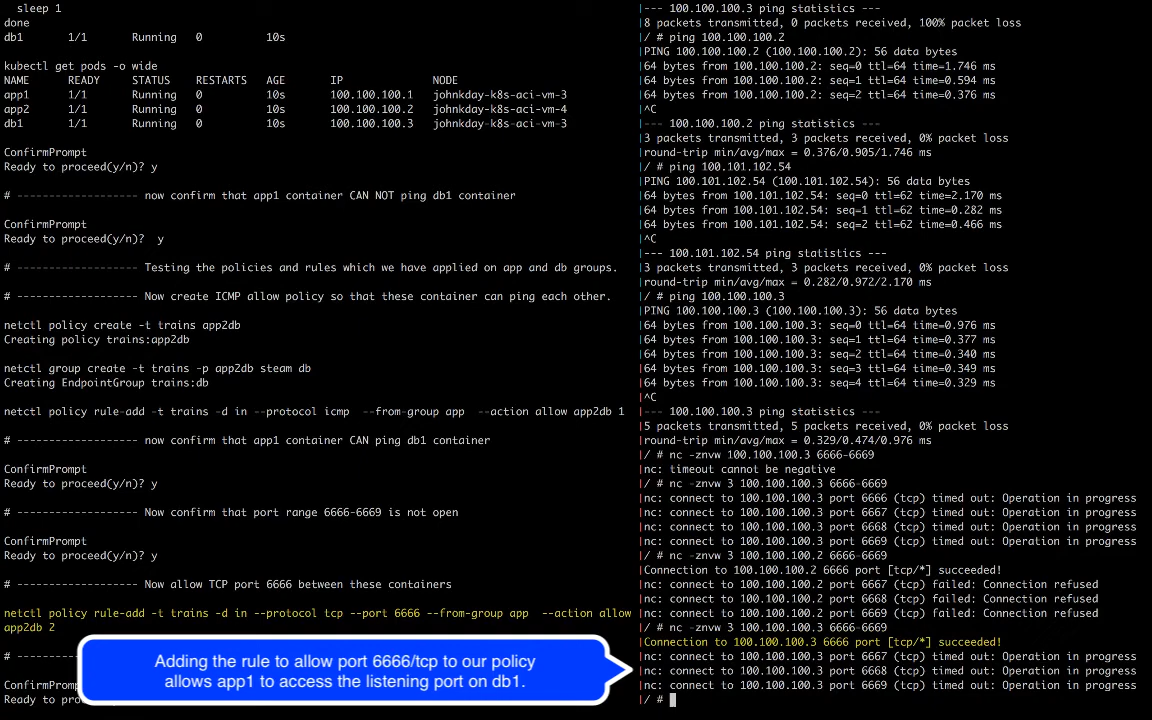 sleep 1
done
db1      1/1      Running   0         10s
kubectl get pods -o wide
NAME      READY     STATUS    RESTARTS   AGE       IP              NODE
app1      1/1       Running   0          10s       100.100.100.1   johnkday-k8s-aci-vm-3
app2      1/1       Running   0          10s       100.100.100.2   johnkday-k8s-aci-vm-4
db1       1/1       Running   0          10s       100.100.100.3   johnkday-k8s-aci-vm-3
ConfirmPrompt
Ready to proceed(y/n)? y
# ------------------- now confirm that app1 container CAN NOT ping db1 container
ConfirmPrompt
Ready to proceed(y/n)?  y
# ------------------- Testing the policies and rules which we have applied on app and db groups.
# ------------------- Now create ICMP allow policy so that these container can ping each other.
netctl policy create -t trains app2db
Creating policy trains:app2db
netctl group create -t trains -p app2db steam db
Creating EndpointGroup trains:db
netctl policy rule-add -t trains -d in --protocol icmp  --from-group app  --action allow app2db 1
# ------------------- now confirm that app1 container CAN ping db1 container
ConfirmPrompt
Ready to proceed(y/n)? y
# ------------------- Now confirm that port range 6666-6669 is not open
ConfirmPrompt
Ready to proceed(y/n)? y
# ------------------- Now allow TCP port 6666 between these containers
netctl policy rule-add -t trains -d in --protocol tcp --port 6666 --from-group app  --action allow
app2db 2
# ---
ConfirmP
Ready to p
Adding the rule to allow port 6666/tcp to our policy
allows app1 to access the listening port on db1.
|--- 100.100.100.3 ping statistics ---
|8 packets transmitted, 0 packets received, 100% packet loss
|/ # ping 100.100.100.2
|PING 100.100.100.2 (100.100.100.2): 56 data bytes
|64 bytes from 100.100.100.2: seq=0 ttl=64 time=1.746 ms
|64 bytes from 100.100.100.2: seq=1 ttl=64 time=0.594 ms
|64 bytes from 100.100.100.2: seq=2 ttl=64 time=0.376 ms
|^C
|--- 100.100.100.2 ping statistics ---
|3 packets transmitted, 3 packets received, 0% packet loss
|round-trip min/avg/max = 0.376/0.905/1.746 ms
|/ # ping 100.101.102.54
|PING 100.101.102.54 (100.101.102.54): 56 data bytes
|64 bytes from 100.101.102.54: seq=0 ttl=62 time=2.170 ms
|64 bytes from 100.101.102.54: seq=1 ttl=62 time=0.282 ms
|64 bytes from 100.101.102.54: seq=2 ttl=62 time=0.466 ms
|^C
|--- 100.101.102.54 ping statistics ---
|3 packets transmitted, 3 packets received, 0% packet loss
|round-trip min/avg/max = 0.282/0.972/2.170 ms
|/ # ping 100.100.100.3
|PING 100.100.100.3 (100.100.100.3): 56 data bytes
|64 bytes from 100.100.100.3: seq=0 ttl=64 time=0.976 ms
|64 bytes from 100.100.100.3: seq=1 ttl=64 time=0.377 ms
|64 bytes from 100.100.100.3: seq=2 ttl=64 time=0.340 ms
|64 bytes from 100.100.100.3: seq=3 ttl=64 time=0.349 ms
|64 bytes from 100.100.100.3: seq=4 ttl=64 time=0.329 ms
|^C
|--- 100.100.100.3 ping statistics ---
|5 packets transmitted, 5 packets received, 0% packet loss
|round-trip min/avg/max = 0.329/0.474/0.976 ms
|/ # nc -znvw 100.100.100.3 6666-6669
|nc: timeout cannot be negative
|/ # nc -znvw 3 100.100.100.3 6666-6669
|nc: connect to 100.100.100.3 port 6666 (tcp) timed out: Operation in progress
|nc: connect to 100.100.100.3 port 6667 (tcp) timed out: Operation in progress
|nc: connect to 100.100.100.3 port 6668 (tcp) timed out: Operation in progress
|nc: connect to 100.100.100.3 port 6669 (tcp) timed out: Operation in progress
|/ # nc -znvw 3 100.100.100.2 6666-6669
|Connection to 100.100.100.2 6666 port [tcp/*] succeeded!
|nc: connect to 100.100.100.2 port 6667 (tcp) failed: Connection refused
|nc: connect to 100.100.100.2 port 6668 (tcp) failed: Connection refused
|nc: connect to 100.100.100.2 port 6669 (tcp) failed: Connection refused
|/ # nc -znvw 3 100.100.100.3 6666-6669
|Connection to 100.100.100.3 6666 port [tcp/*] succeeded!
|nc: connect to 100.100.100.3 port 6667 (tcp) timed out: Operation in progress
|nc: connect to 100.100.100.3 port 6668 (tcp) timed out: Operation in progress
|nc: connect to 100.100.100.3 port 6669 (tcp) timed out: Operation in progress
|/ #